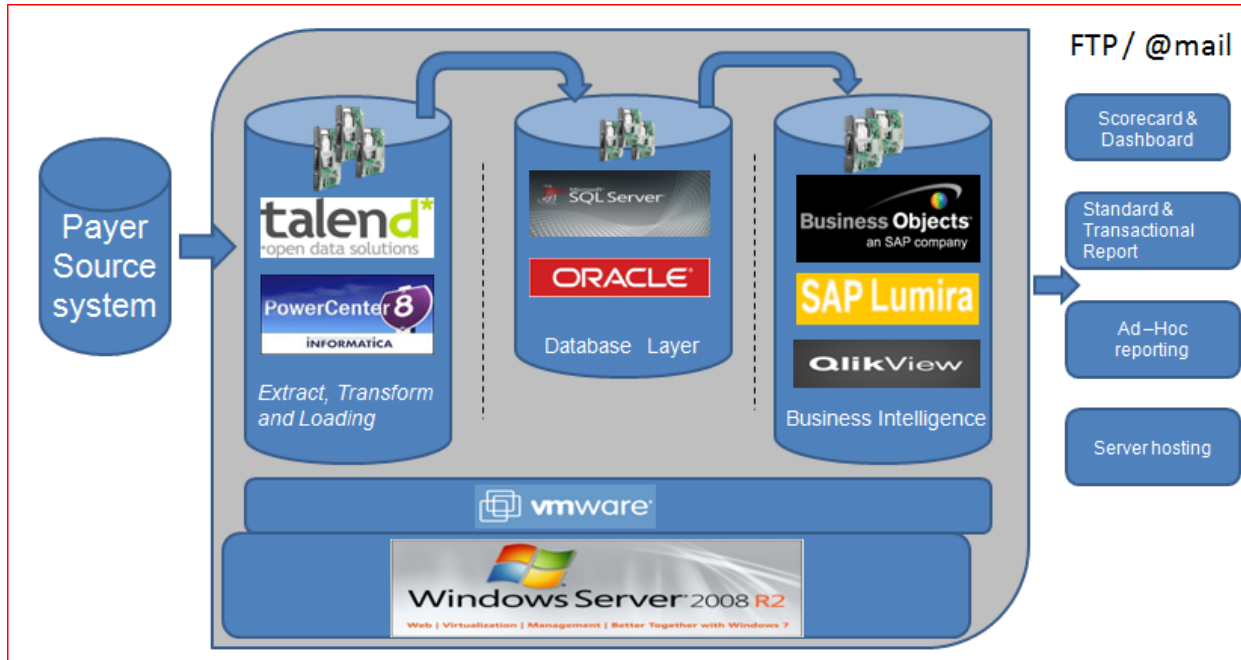 FTP / @mail
Payer
Source
system
talend*
*open data solutions
PowerCenter 8
INFORMATICA
Extract, Transform
and Loading
Microsoft
SQL Server
ORACLE
Database Layer
Business Objects
an SAP company
SAP Lumira
QlikView
Business Intelligence
Scorecard &
Dashboard
Standard &
Transactional
Report
Ad –Hoc
reporting
Server hosting
vmware
Windows Server 2008 R2
Web | Virtualization | Management | Better Together with Windows 7